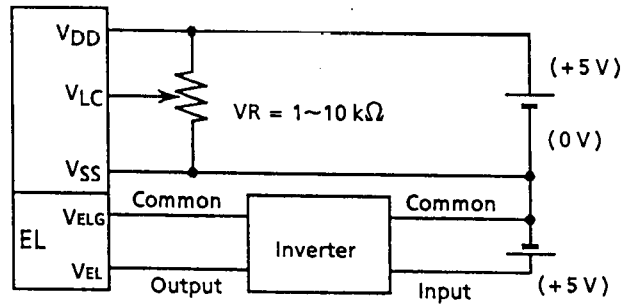 VDD
(+5 V)
VLC
VR = 1~10 kΩ
(0 V)
VSS
Common
Common
VELG
EL
Inverter
VEL
Output
Input
(+5 V)